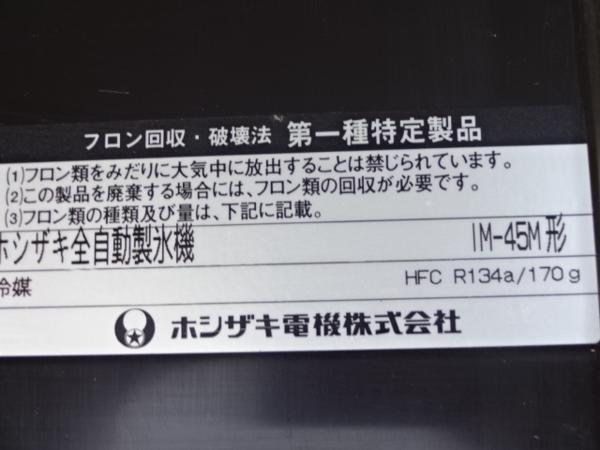 フロン回収・破壊法 第一種特定製品
(1)フロン類をみだりに大気中に放出することは禁じられています。
(2)この製品を廃棄する場合には、フロン類の回収が必要です。
(3)フロン類の種類及び量は、下記に記載。
ホシザキ全自動製氷機 IM-45M形
冷媒 HFC R134a/170g
ホシザキ電機株式会社